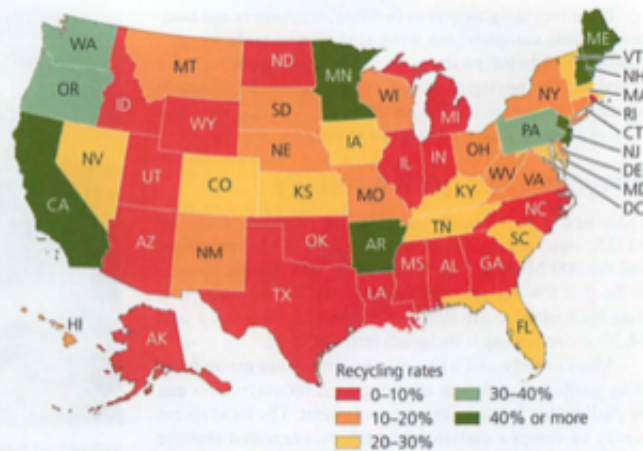 WA
OR
CA
NV
ID
MT
WY
UT
AZ
CO
NM
ND
SD
NE
KS
OK
TX
MN
IA
MO
AR
LA
WI
IL
MI
IN
OH
KY
TN
MS
AL
GA
FL
SC
NC
VA
WV
PA
NY
ME
VT
NH
MA
RI
CT
NJ
DE
MD
DC
HI
AK
Recycling rates
0–10%
10–20%
20–30%
30–40%
40% or more